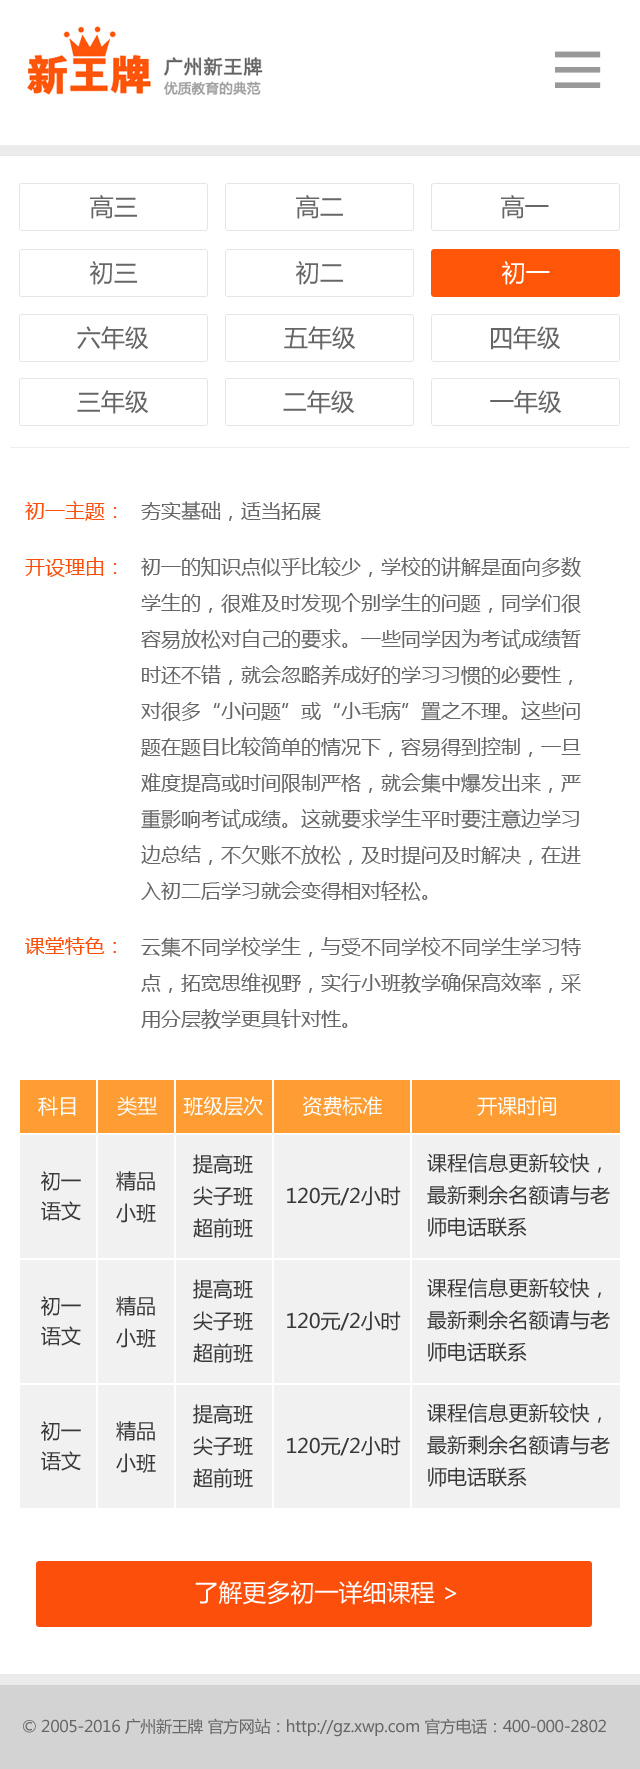 新王牌
广州新王牌
优质教育的典范
高三
高二
高一
初三
初二
初一
六年级
五年级
四年级
三年级
二年级
一年级
初一主题：
夯实基础，适当拓展
开设理由：
初一的知识点似乎比较少，学校的讲解是面向多数
学生的，很难及时发现个别学生的问题，同学们很
容易放松对自己的要求。一些同学因为考试成绩暂
时还不错，就会忽略养成好的学习习惯的必要性，
对很多“小问题”或“小毛病”置之不理。这些问
题在题目比较简单的情况下，容易得到控制，一旦
难度提高或时间限制严格，就会集中爆发出来，严
重影响考试成绩。这就要求学生平时要注意边学习
边总结，不欠账不放松，及时提问及时解决，在进
入初二后学习就会变得相对轻松。
课堂特色：
云集不同学校学生，与受不同学校不同学生学习特
点，拓宽思维视野，实行小班教学确保高效率，采
用分层教学更具针对性。
科目
类型
班级层次
资费标准
开课时间
初一
语文
精品
小班
提高班
尖子班
超前班
120元/2小时
课程信息更新较快，
最新剩余名额请与老
师电话联系
初一
语文
精品
小班
提高班
尖子班
超前班
120元/2小时
课程信息更新较快，
最新剩余名额请与老
师电话联系
初一
语文
精品
小班
提高班
尖子班
超前班
120元/2小时
课程信息更新较快，
最新剩余名额请与老
师电话联系
了解更多初一详细课程 >
© 2005-2016 广州新王牌 官方网站：http://gz.xwp.com 官方电话：400-000-2802